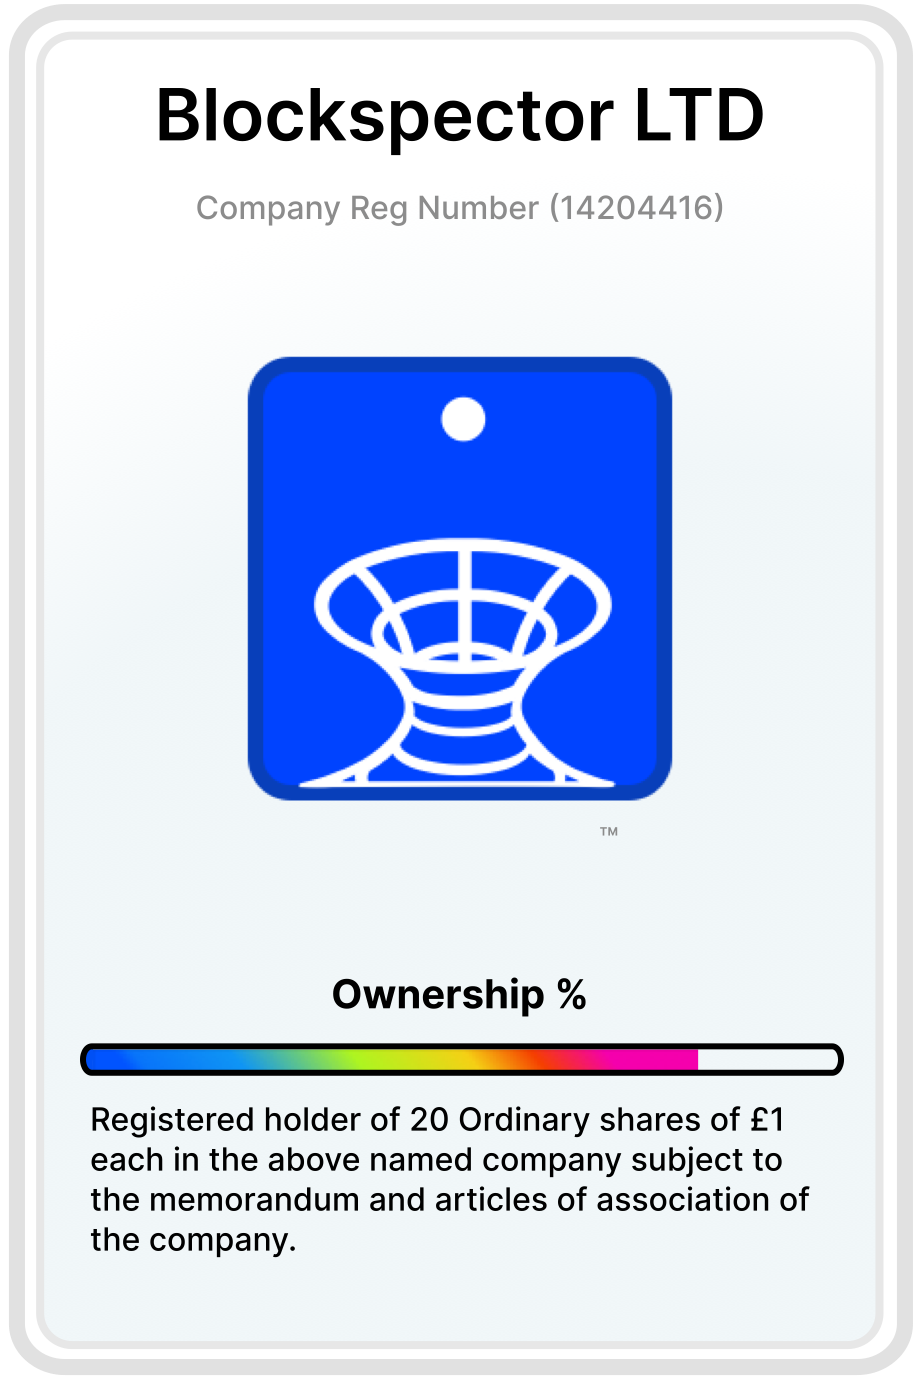 Blockspector LTD
Company Reg Number (14204416)
TM
Ownership %
Registered holder of 20 Ordinary shares of £1
each in the above named company subject to
the memorandum and articles of association of
the company.